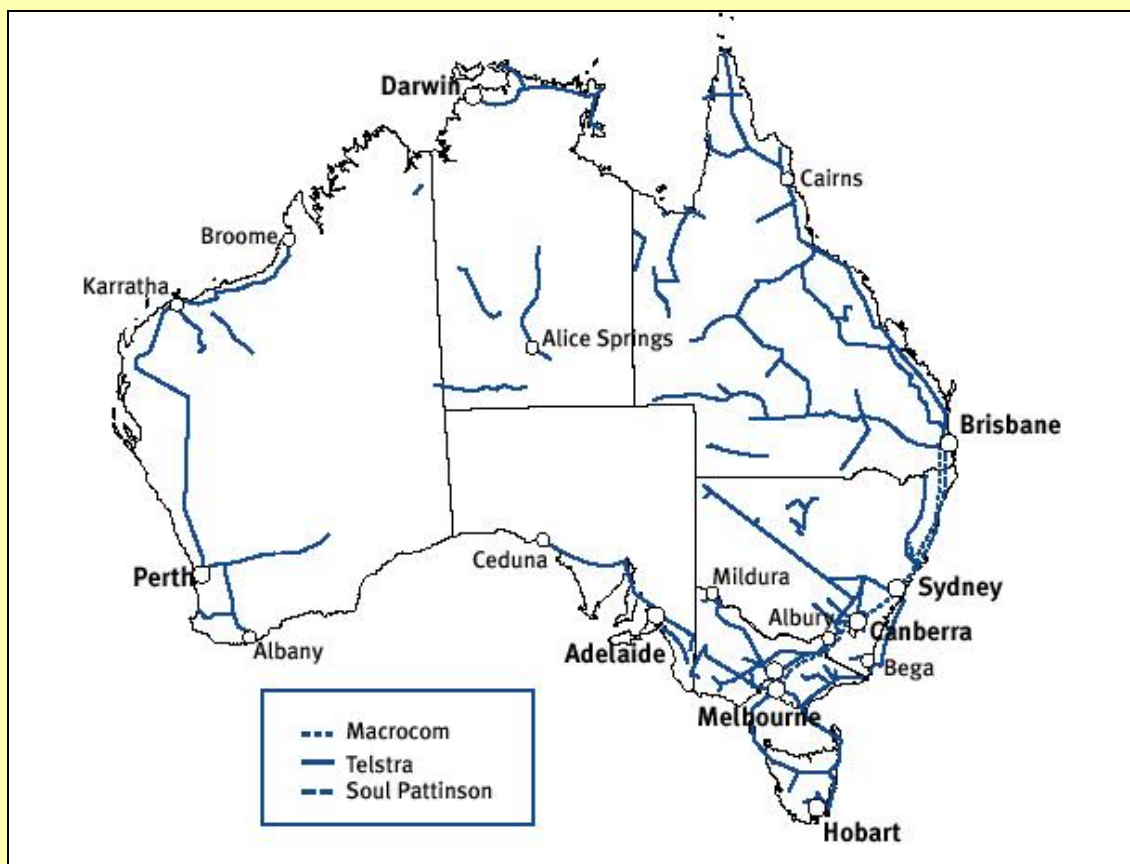 Darwin
Cairns
Broome
Karratha
Alice Springs
Brisbane
Ceduna
Perth
Mildura
Sydney
Albury
Canberra
Adelaide
Bega
Albany
Melbourne
Macrocom
Telstra
Soul Pattinson
Hobart